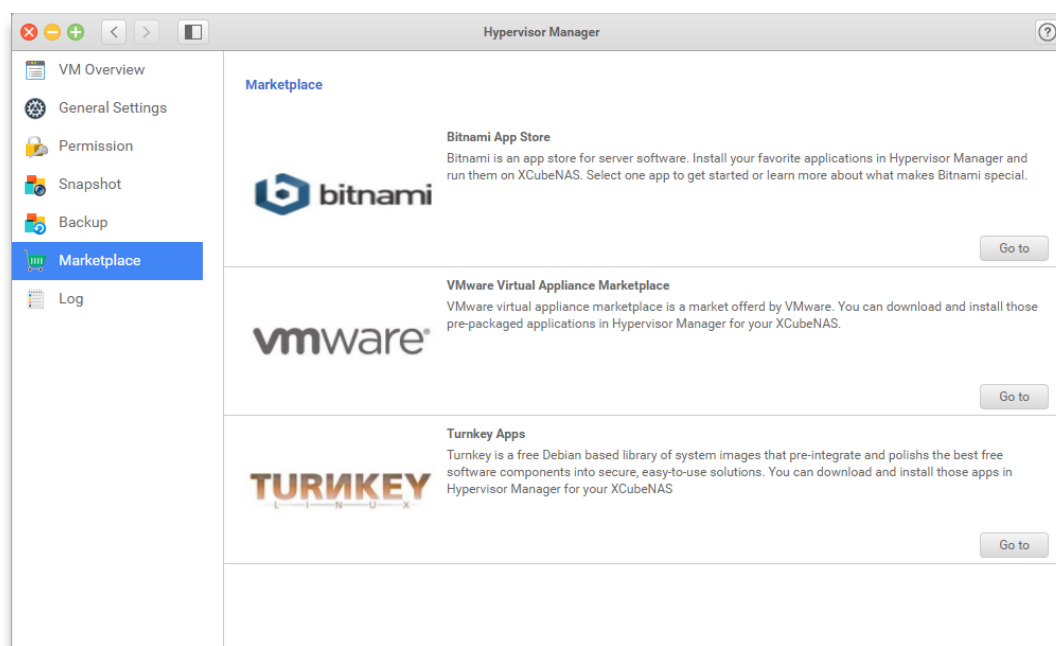 Hypervisor Manager
?
VM Overview
General Settings
Permission
Snapshot
Backup
Marketplace
Log
Marketplace
bitnami
Bitnami App Store
Bitnami is an app store for server software. Install your favorite applications in Hypervisor Manager and
run them on XCubeNAS. Select one app to get started or learn more about what makes Bitnami special.
Go to
vmware®
VMware Virtual Appliance Marketplace
VMware virtual appliance marketplace is a market offerd by VMware. You can download and install those
pre-packaged applications in Hypervisor Manager for your XCubeNAS.
Go to
TURNKEY
LINUX
Turnkey Apps
Turnkey is a free Debian based library of system images that pre-integrate and polishs the best free
software components into secure, easy-to-use solutions. You can download and install those apps in
Hypervisor Manager for your XCubeNAS
Go to